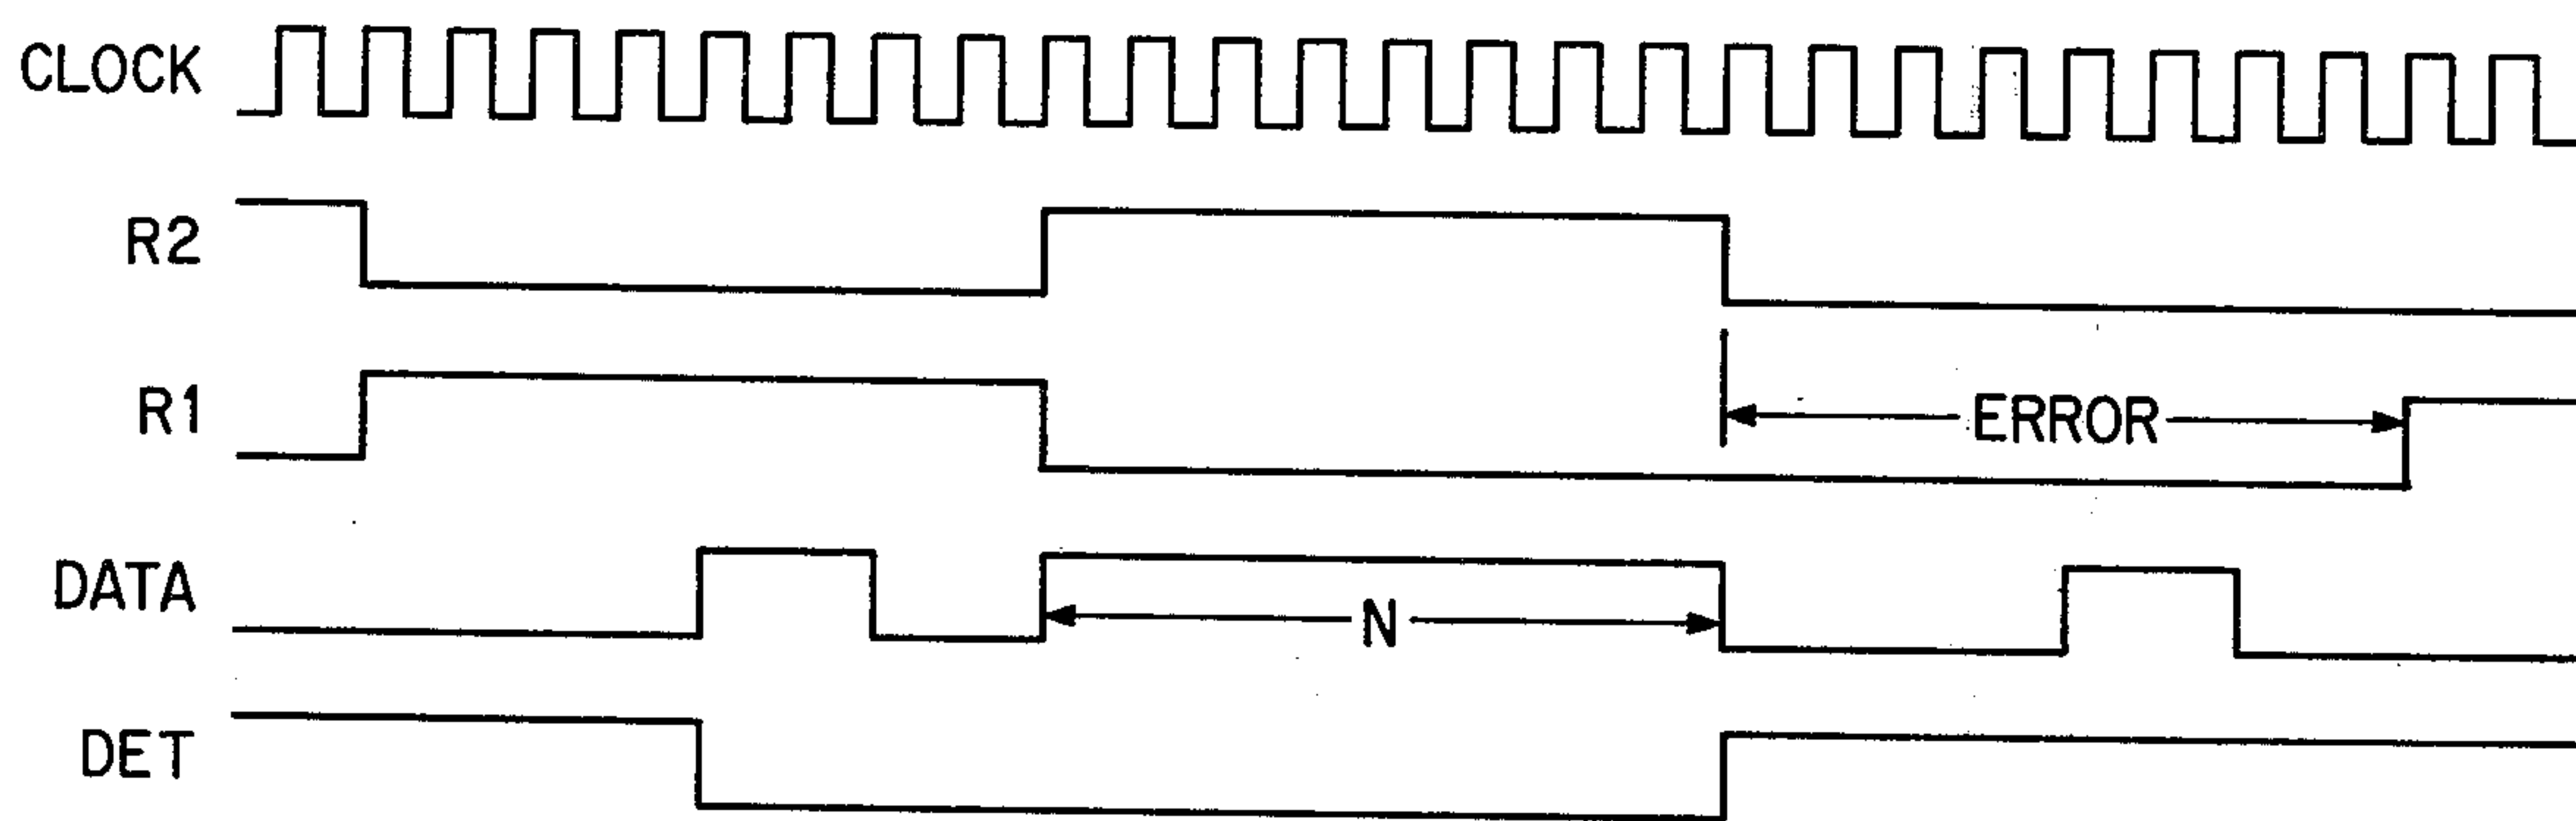 CLOCK
R2
R1
ERROR
DATA
N
DET